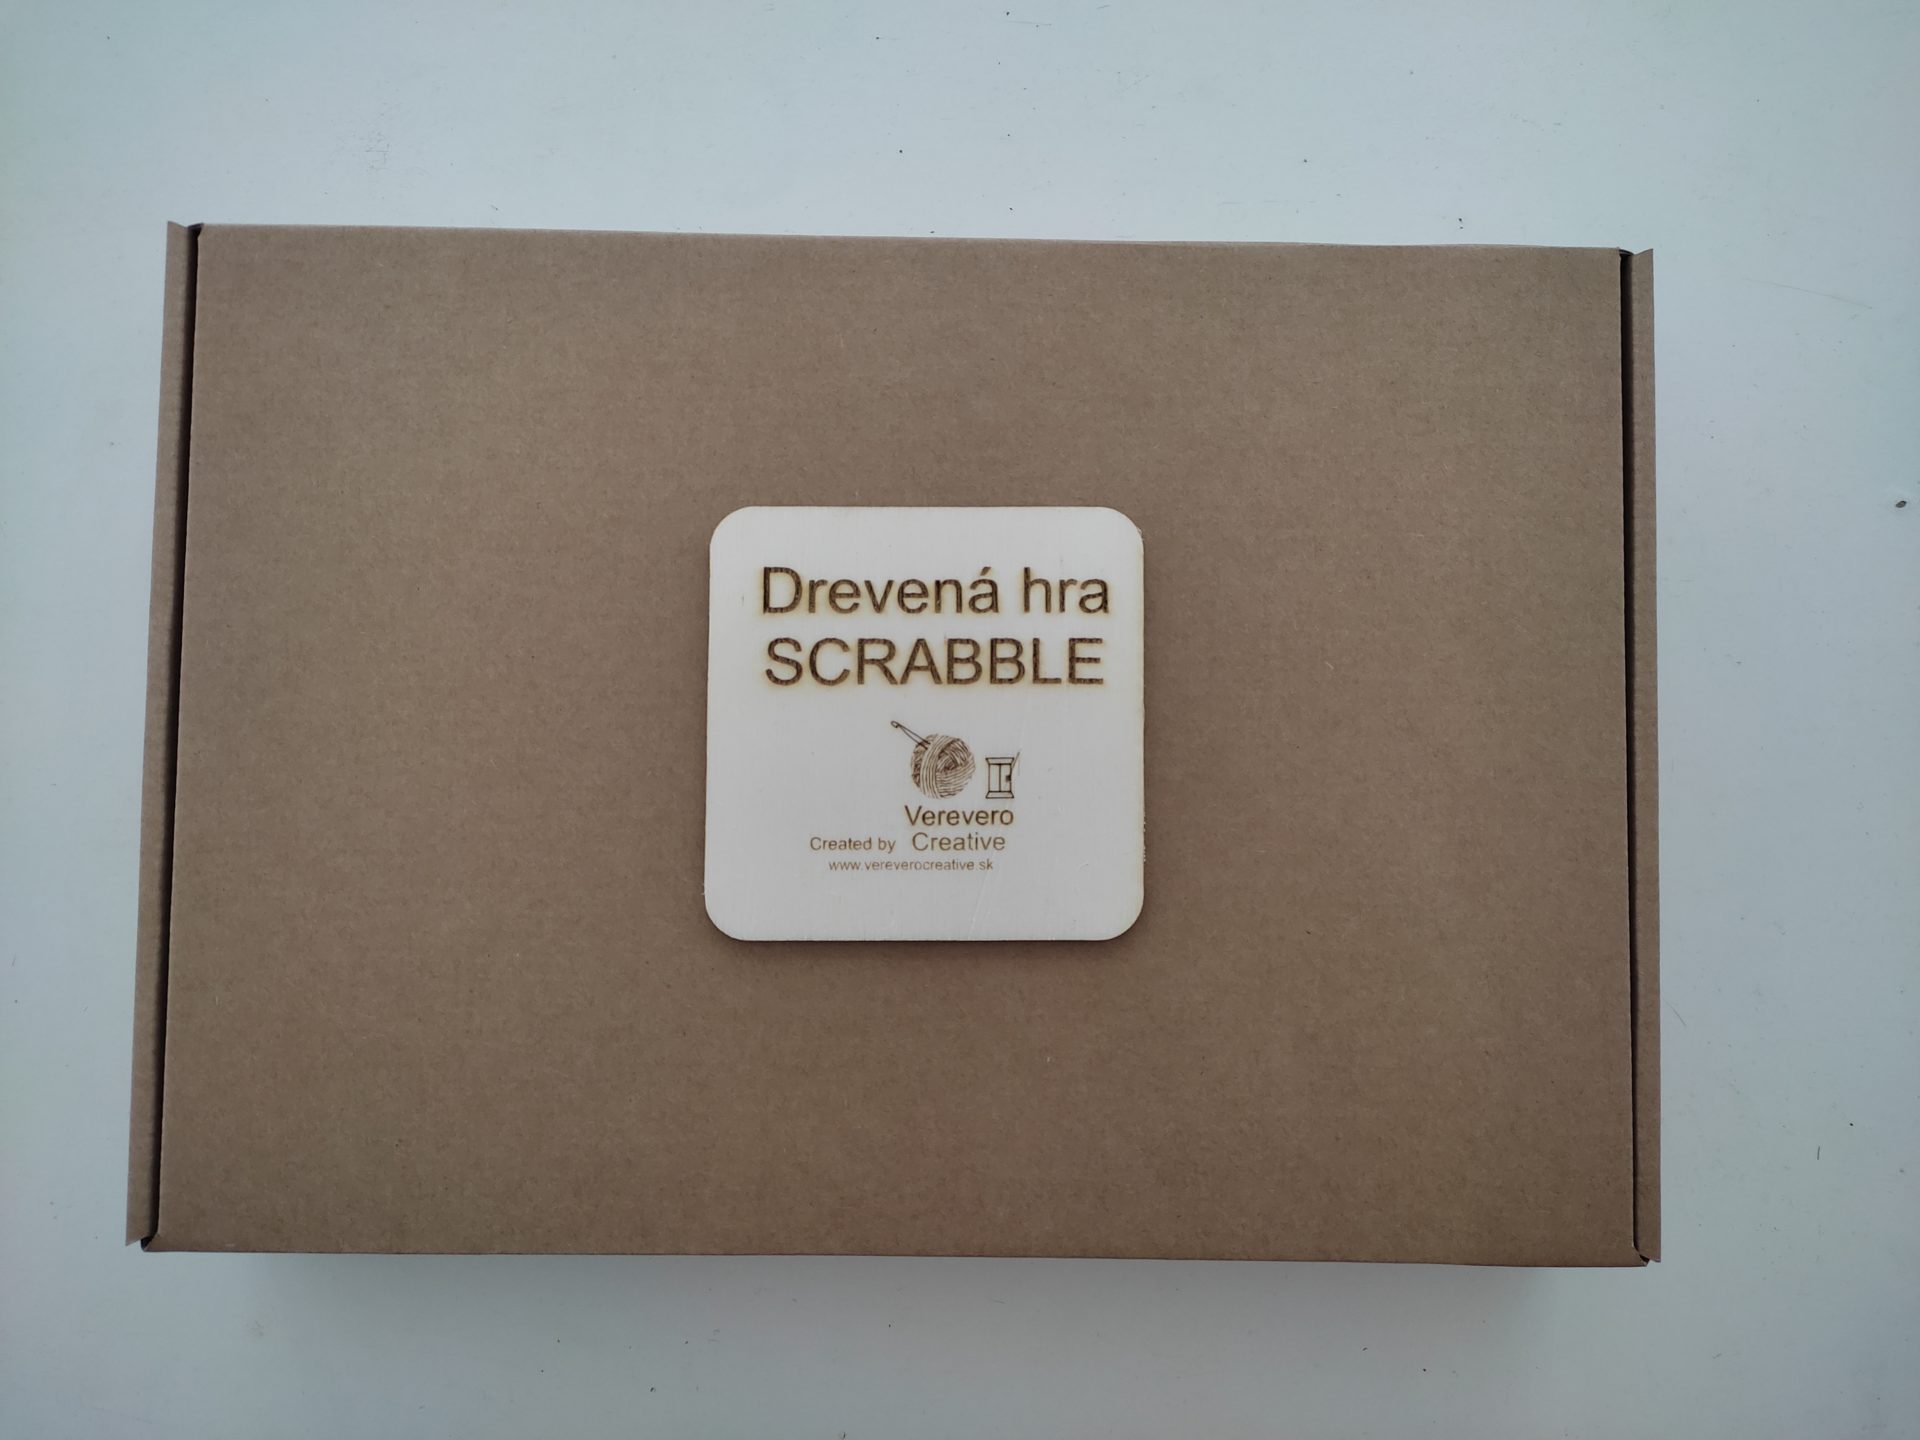 Drevená hra
SCRABBLE
Verevero
Created by Creative
www.vereverocreative.sk